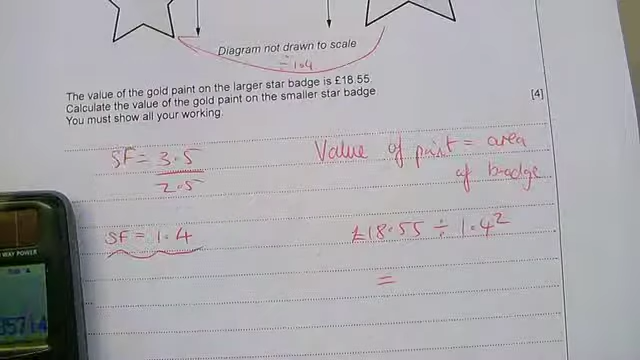 Diagram not drawn to scale
÷ 1.4
The value of the gold paint on the larger star badge is £18.55.
Calculate the value of the gold paint on the smaller star badge
You must show all your working.
[4]
SF = 3.5
2.5
Value of paint = area
of badge
SF = 1.4
£18.55 ÷ 1.4²
=